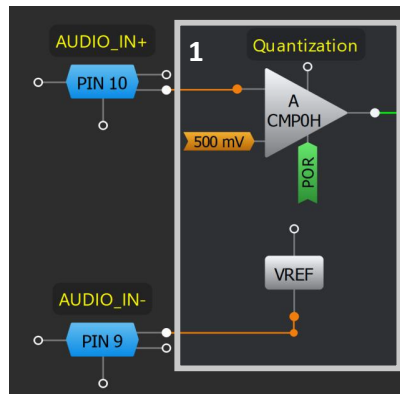 AUDIO_IN+
1
Quantization
PIN 10
A
CMP0H
500 mV
POR
VREF
AUDIO_IN-
PIN 9